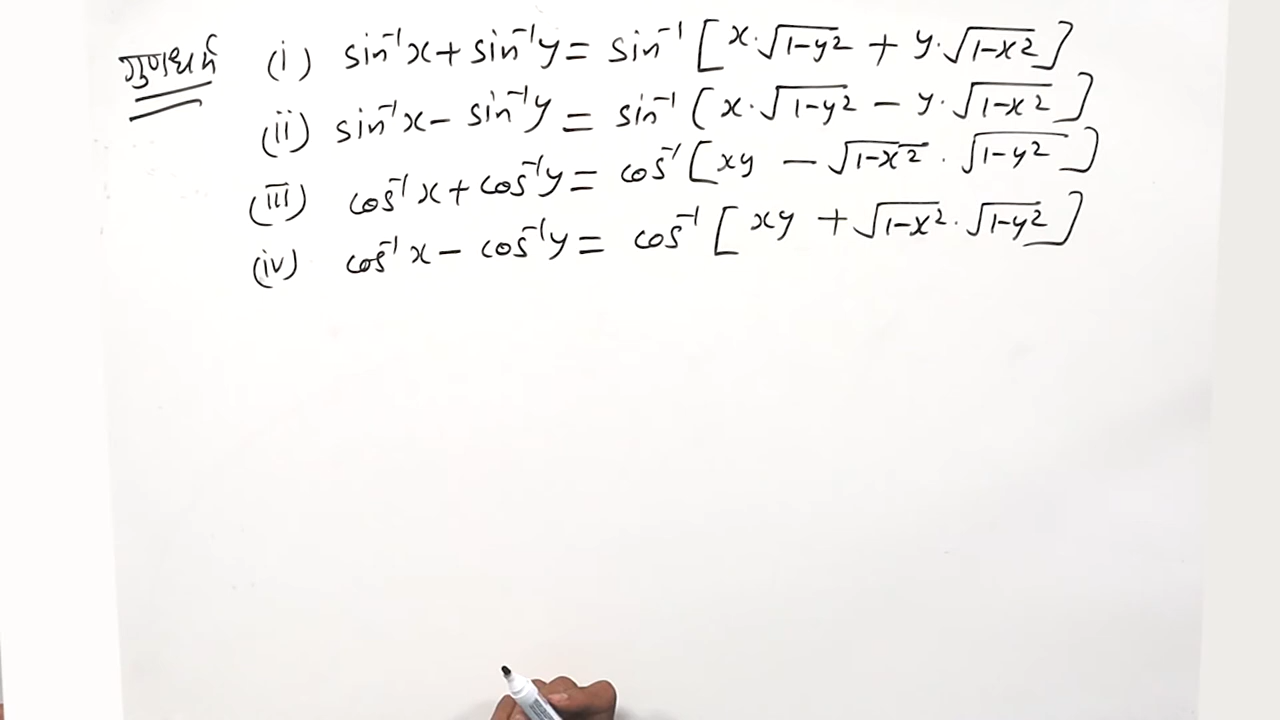 गुणधर्म (i) sin⁻¹x + sin⁻¹y = sin⁻¹ [x·√1-y² + y·√1-x²]
(ii) sin⁻¹x - sin⁻¹y = sin⁻¹ (x·√1-y² - y·√1-x²]
(iii) cos⁻¹x + cos⁻¹y = cos⁻¹ [xy - √1-x² · √1-y²]
(iv) cos⁻¹x - cos⁻¹y = cos⁻¹ [xy + √1-x² · √1-y²]